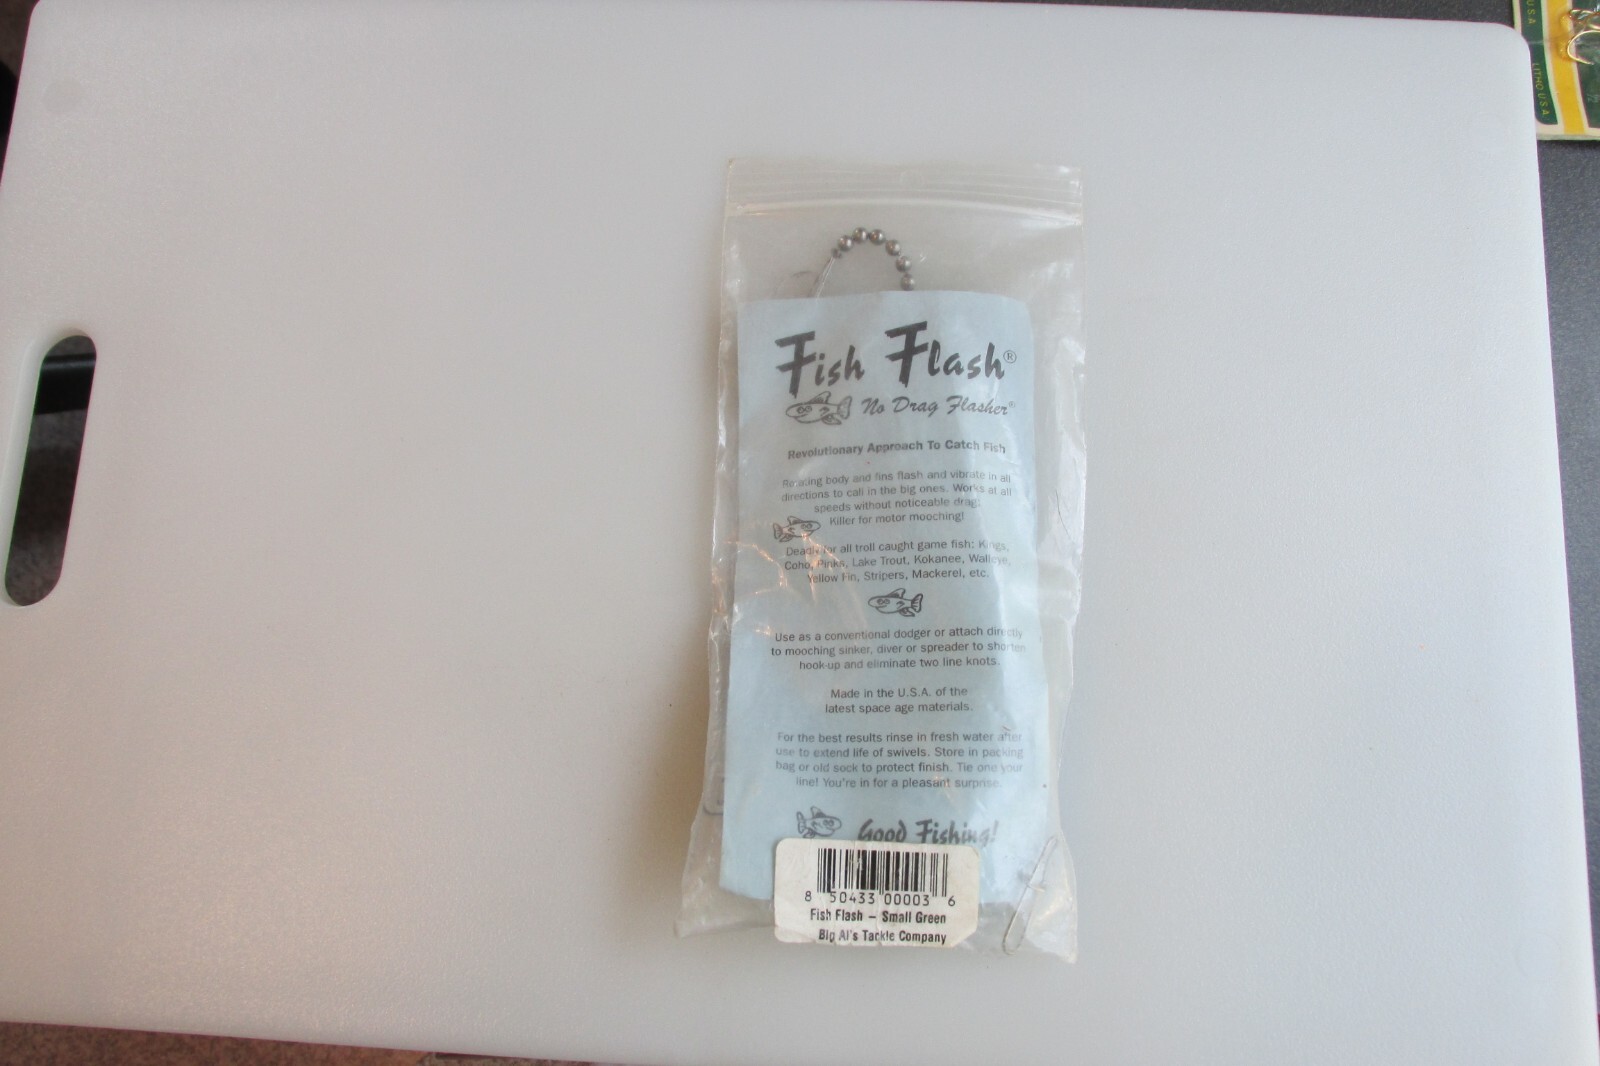 USA
LITHO USA
Fish Flash®
No Drag Flasher®
Revolutionary Approach To Catch Fish
Rotating body and fins flash and vibrate in all
directions to call in the big ones. Works at all
speeds without noticeable drag.
Killer for motor mooching!
Deadly for all troll caught game fish: Kings,
Coho, Pinks, Lake Trout, Kokanee, Walleye,
Yellow Fin, Stripers, Mackerel, etc.
Use as a conventional dodger or attach directly
to mooching sinker, diver or spreader to shorten
hook-up and eliminate two line knots.
Made in the U.S.A. of the
latest space age materials.
For the best results rinse in fresh water after
use to extend life of swivels. Store in packing
bag or old sock to protect finish. Tie one your
line! You're in for a pleasant surprise.
Good Fishing!
8 50433 00003 6
Fish Flash – Small Green
Big Al's Tackle Company